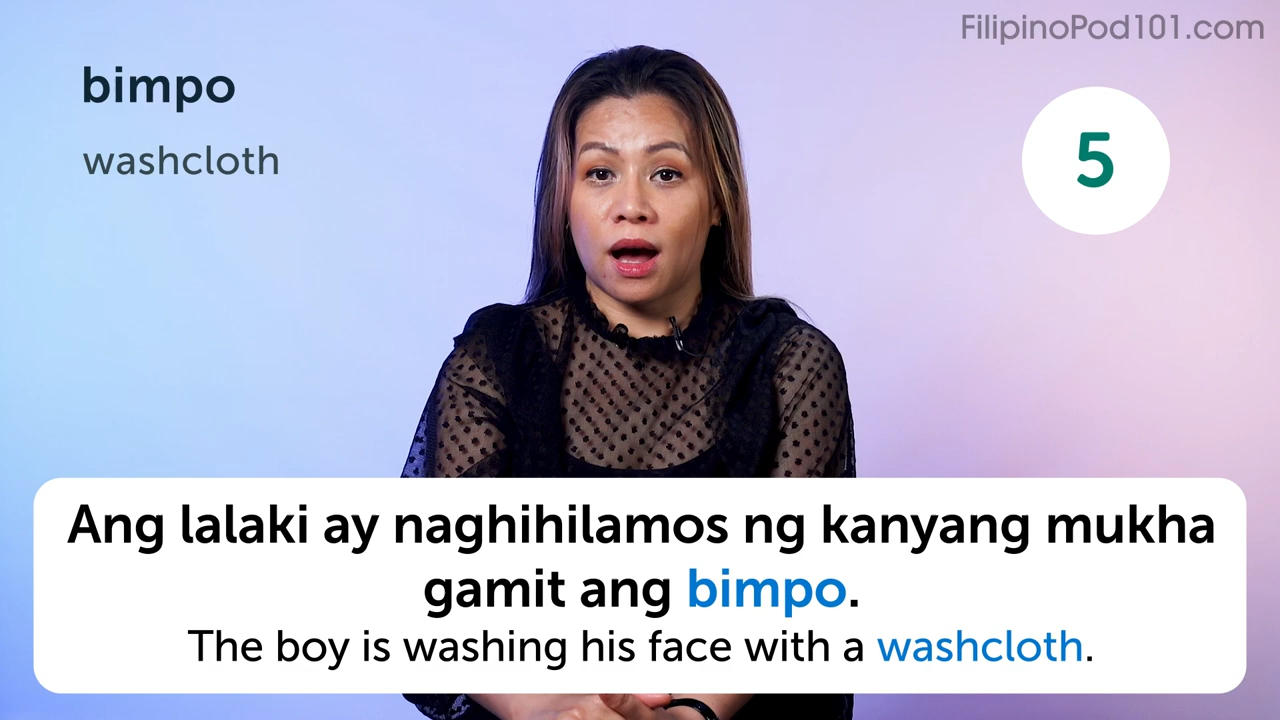 FilipinoPod101.com
bimpo
washcloth
5
Ang lalaki ay naghihilamos ng kanyang mukha
gamit ang bimpo.
The boy is washing his face with a washcloth.